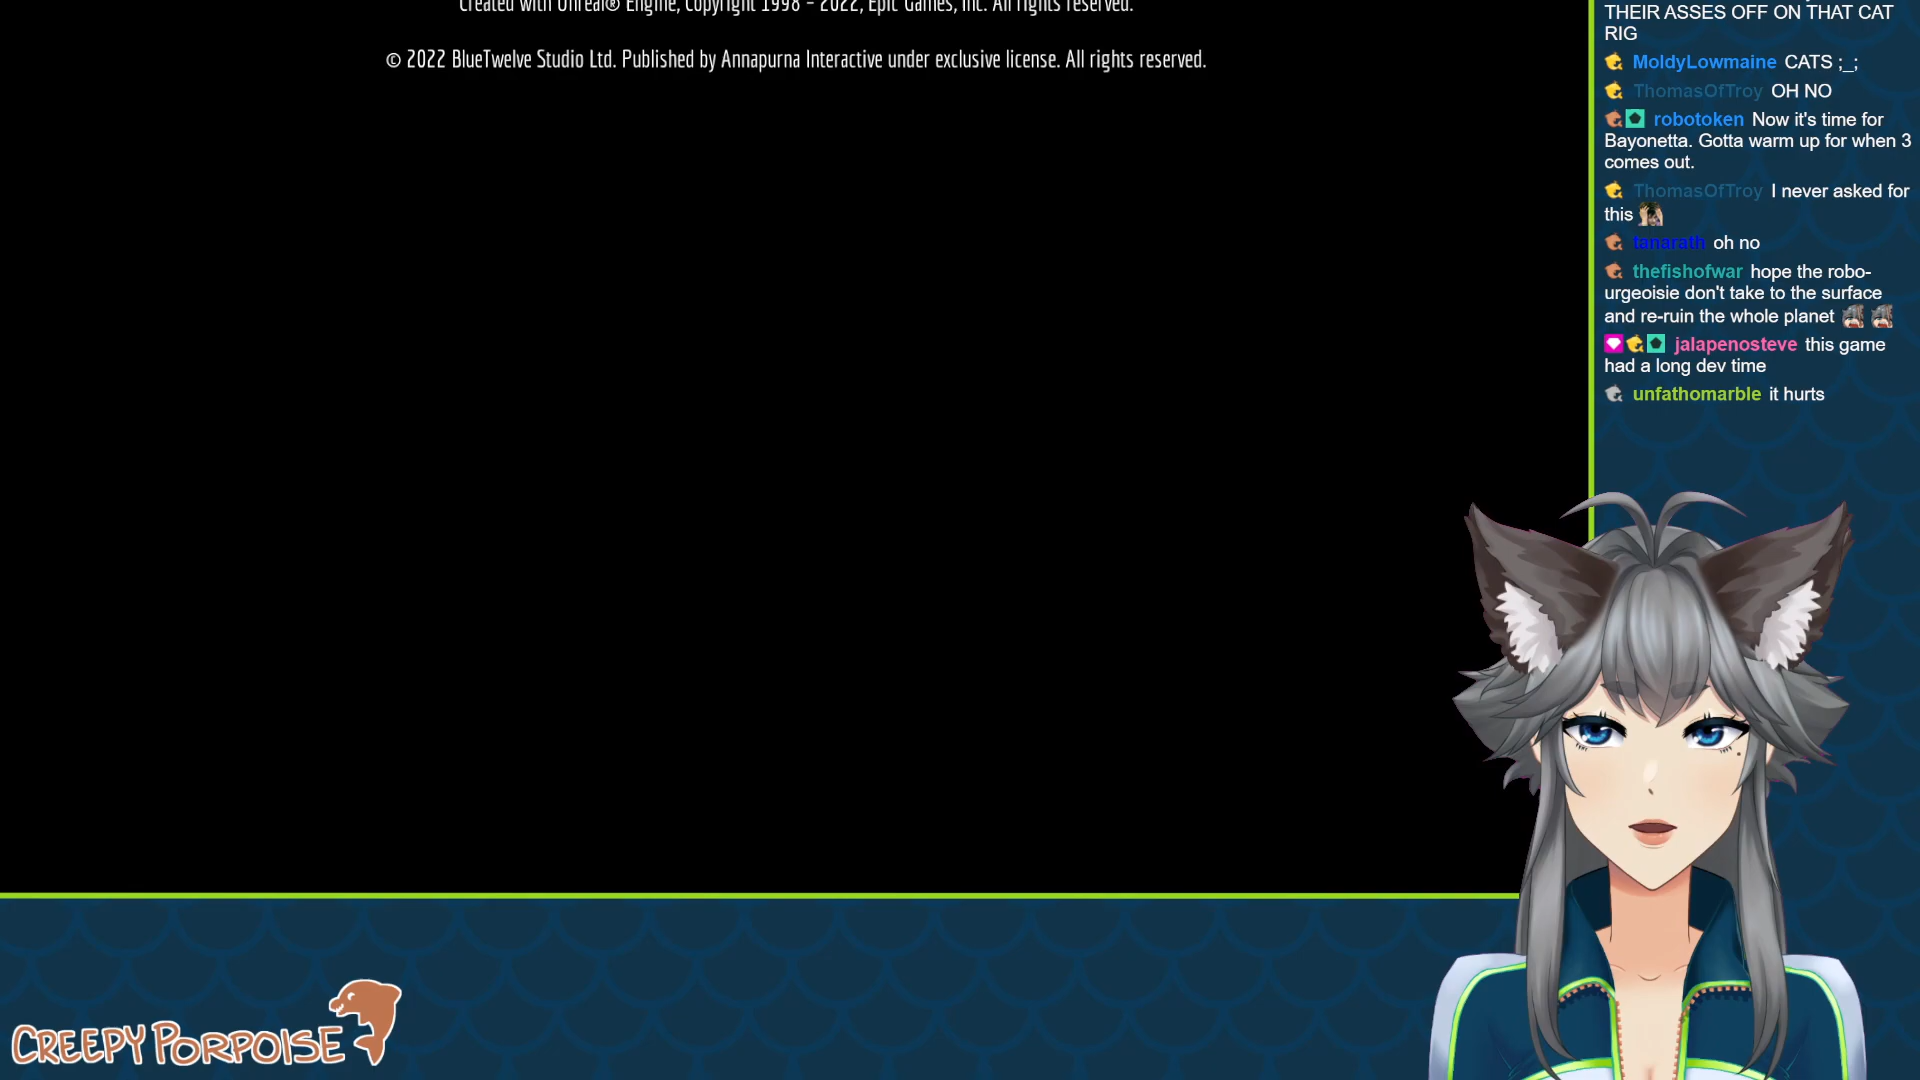 Created with Unreal® Engine, Copyright 1998 – 2022, Epic Games, Inc. All rights reserved.
© 2022 BlueTwelve Studio Ltd. Published by Annapurna Interactive under exclusive license. All rights reserved.
THEIR ASSES OFF ON THAT CAT
RIG
MoldyLowmaine CATS ;_;
ThomasOfTroy OH NO
robotoken Now it's time for
Bayonetta. Gotta warm up for when 3
comes out.
ThomasOfTroy I never asked for
this
tanarath oh no
thefishofwar hope the robo-
urgeoisie don't take to the surface
and re-ruin the whole planet
jalapenosteve this game
had a long dev time
unfathomarble it hurts
CREEPY PORPOISE